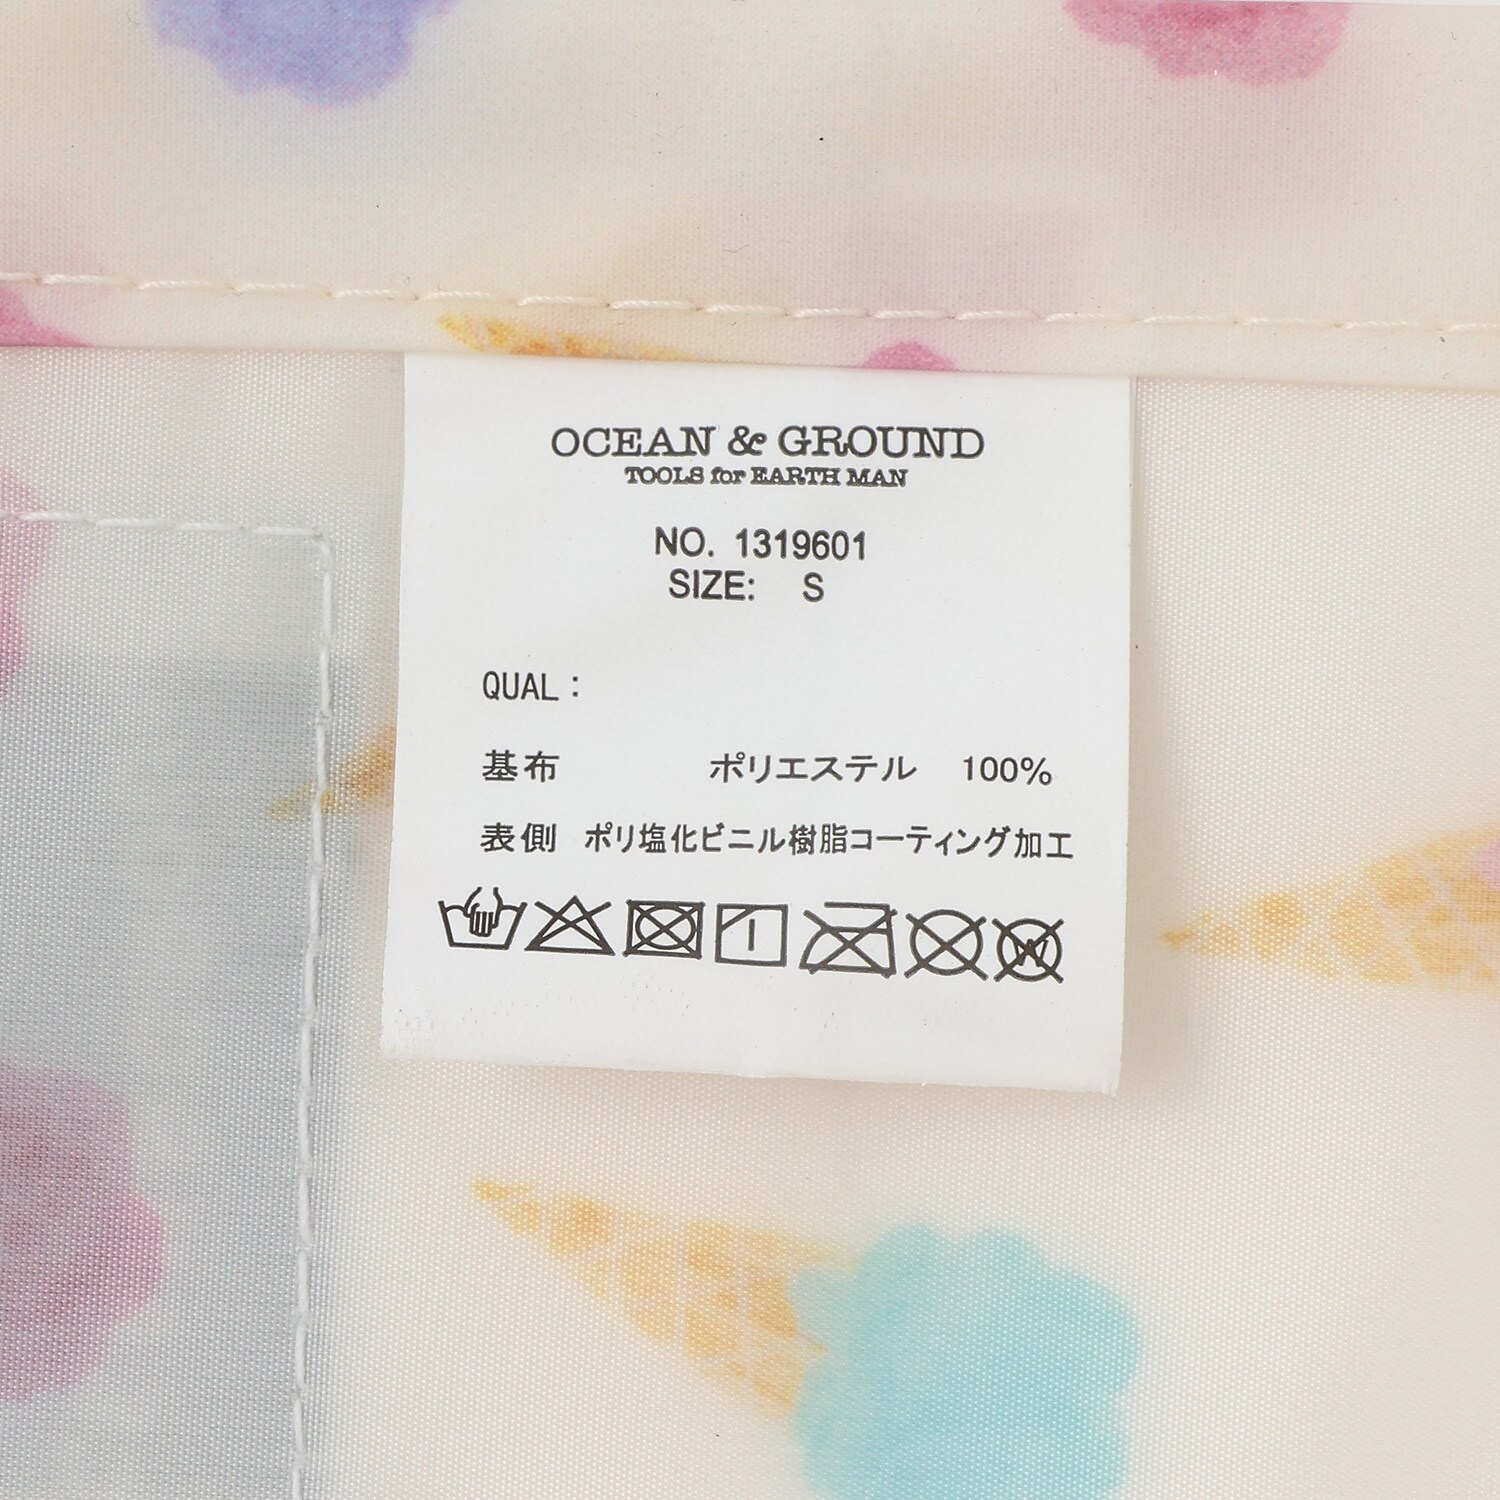 OCEAN & GROUND
TOOLS for EARTH MAN
NO. 1319601
SIZE: S
QUAL:
基布 ポリエステル 100%
表側 ポリ塩化ビニル樹脂コーティング加工
W